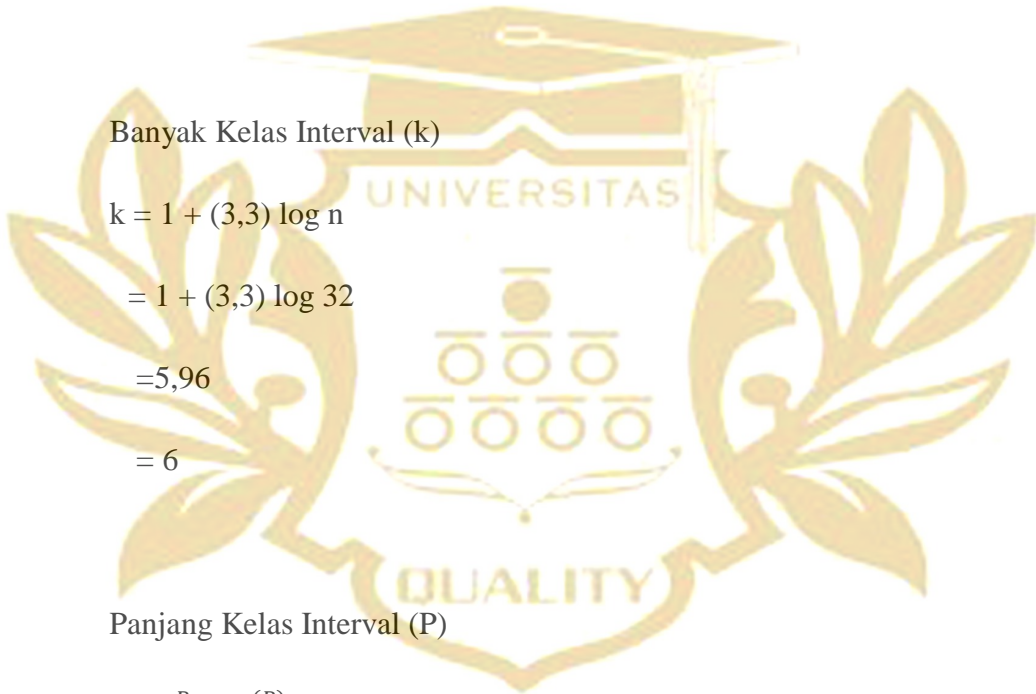 Banyak Kelas Interval (k)
UNIVERSITAS
k = 1 + (3,3) log n
= 1 + (3,3) log 32
=5,96
= 6
QUALITY
Panjang Kelas Interval (P)